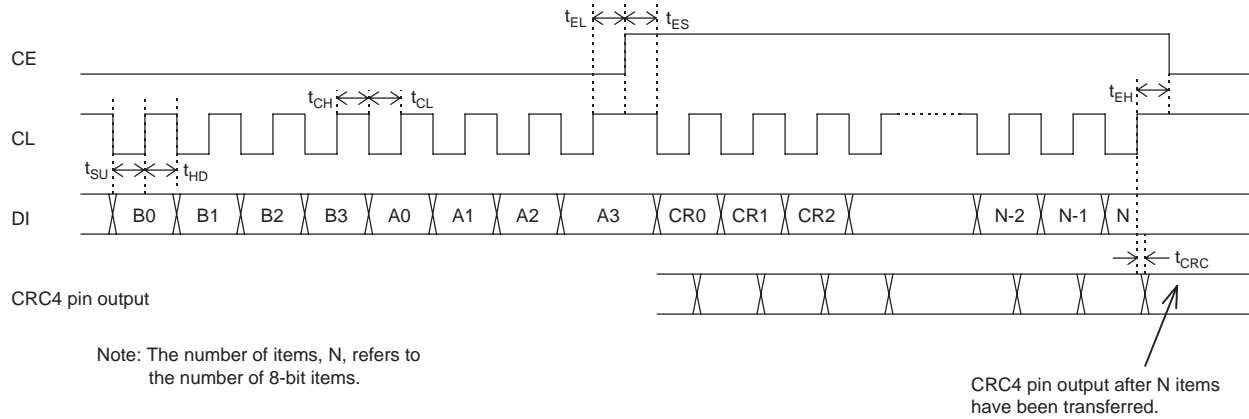 tEL tES
CE
tCH tCL
tEH
CL
tSU tHD
DI B0 B1 B2 B3 A0 A1 A2 A3 CR0 CR1 CR2 N-2 N-1 N
tCRC
CRC4 pin output
Note: The number of items, N, refers to
the number of 8-bit items.
CRC4 pin output after N items
have been transferred.